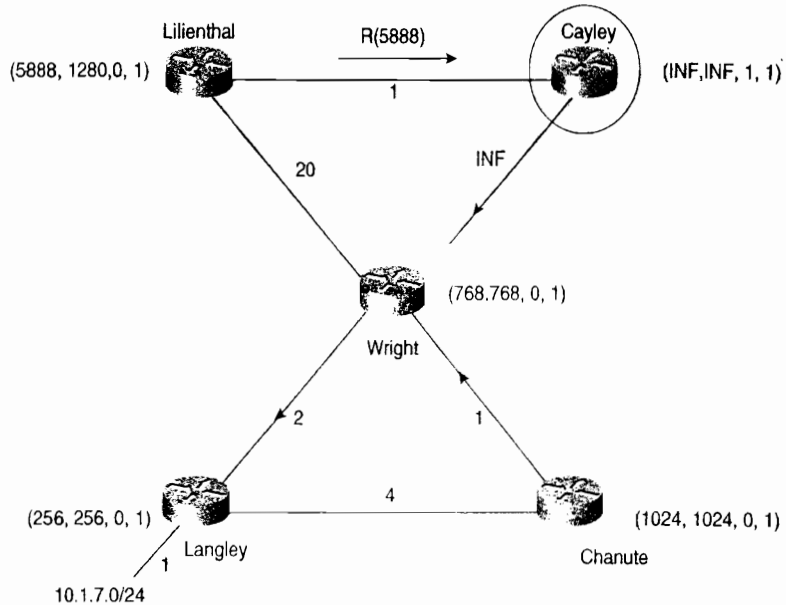 Lilienthal
R(5888)
Cayley
(5888, 1280,0, 1)
1
(INF,INF, 1, 1)
20
INF
(768.768, 0, 1)
Wright
2
1
4
(256, 256, 0, 1)
(1024, 1024, 0, 1)
Langley
Chanute
1
10.1.7.0/24